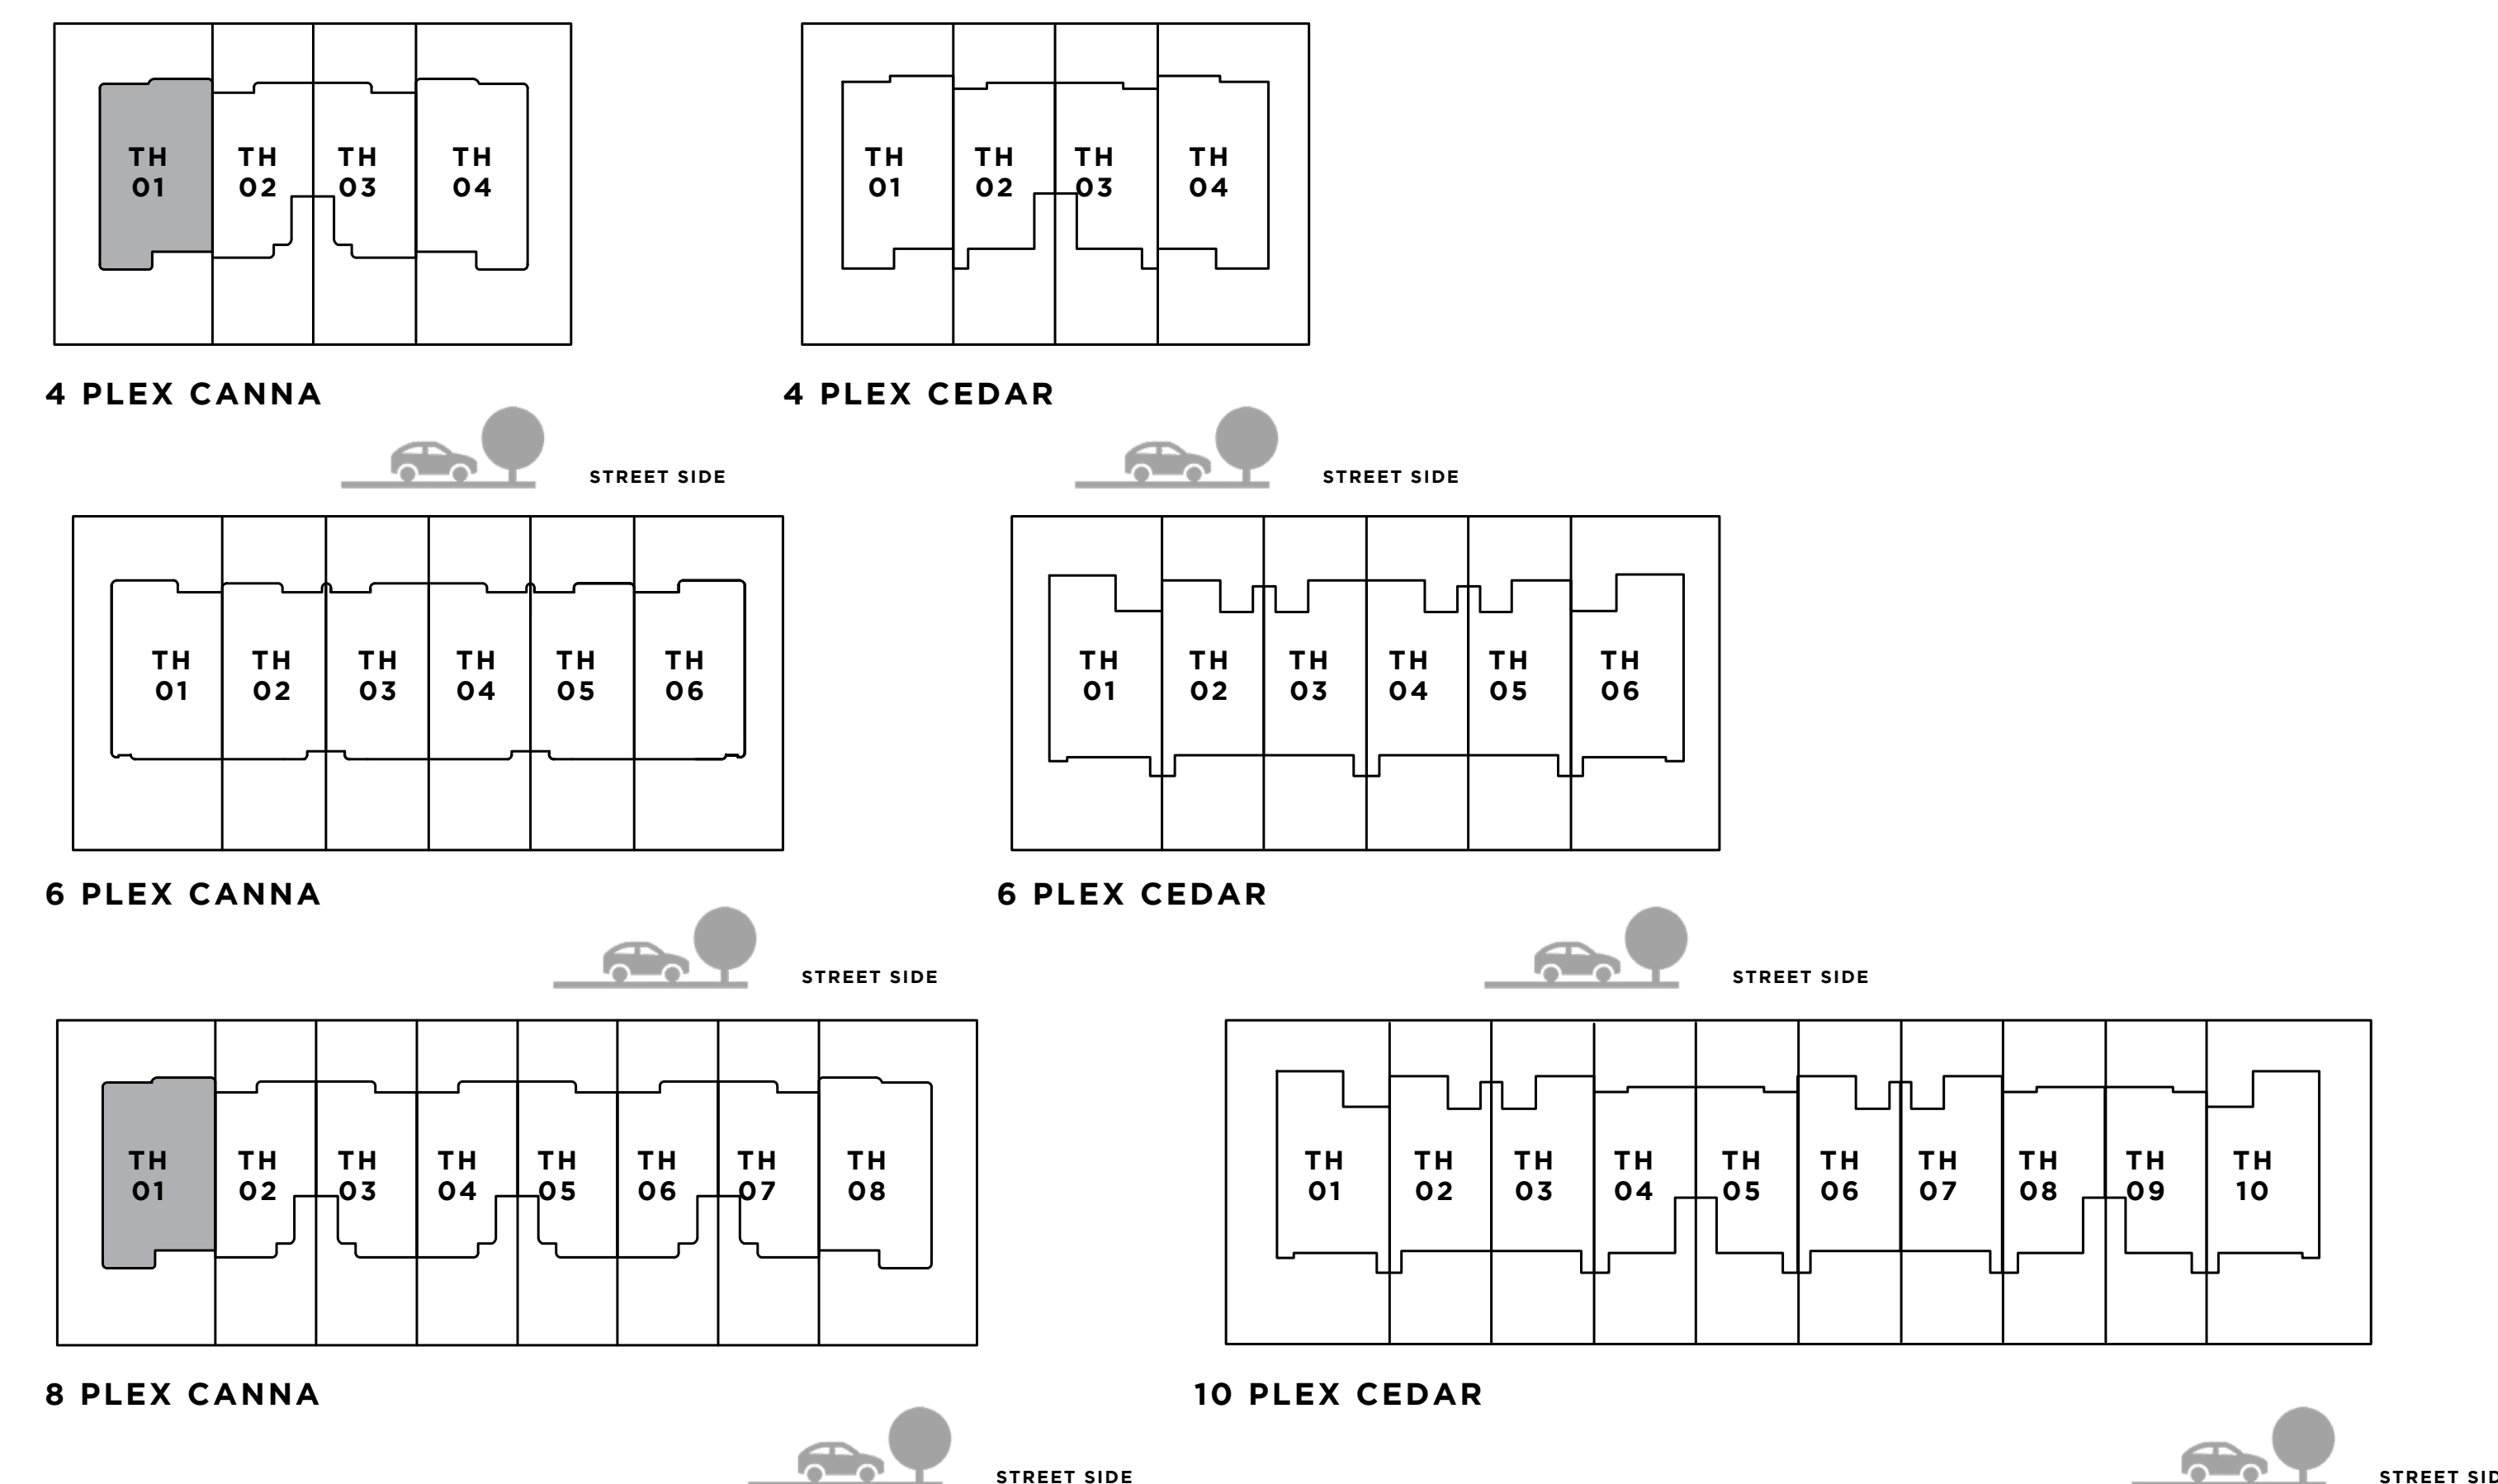 TH TH TH TH
01 02 03 04
TH TH TH TH
01 02 03 04
4 PLEX CANNA
4 PLEX CEDAR
STREET SIDE
STREET SIDE
TH TH TH TH TH TH
01 02 03 04 05 06
TH TH TH TH TH TH
01 02 03 04 05 06
6 PLEX CANNA
6 PLEX CEDAR
STREET SIDE
STREET SIDE
TH TH TH TH TH TH TH TH
01 02 03 04 05 06 07 08
TH TH TH TH TH TH TH TH TH TH
01 02 03 04 05 06 07 08 09 10
8 PLEX CANNA
10 PLEX CEDAR
STREET SIDE
STREET SID